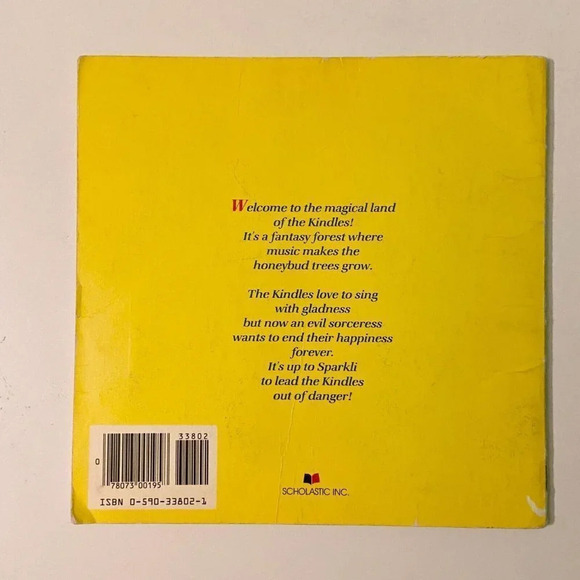 Welcome to the magical land
of the Kindles!
It's a fantasy forest where
music makes the
honeybud trees grow.
The Kindles love to sing
with gladness
but now an evil sorceress
wants to end their happiness
forever.
It's up to Sparkli
to lead the Kindles
out of danger!
33802
0
78073 00195
ISBN 0-590-33802-1
SCHOLASTIC INC.